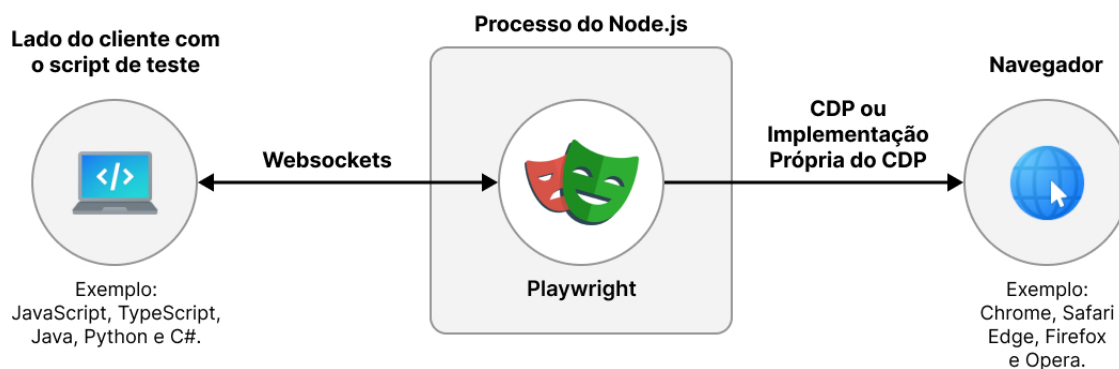 Lado do cliente com
o script de teste
</>
Exemplo:
JavaScript, TypeScript,
Java, Python e C#.
Websockets
Processo do Node.js
Playwright
CDP ou
Implementação
Própria do CDP
Navegador
Exemplo:
Chrome, Safari
Edge, Firefox
e Opera.